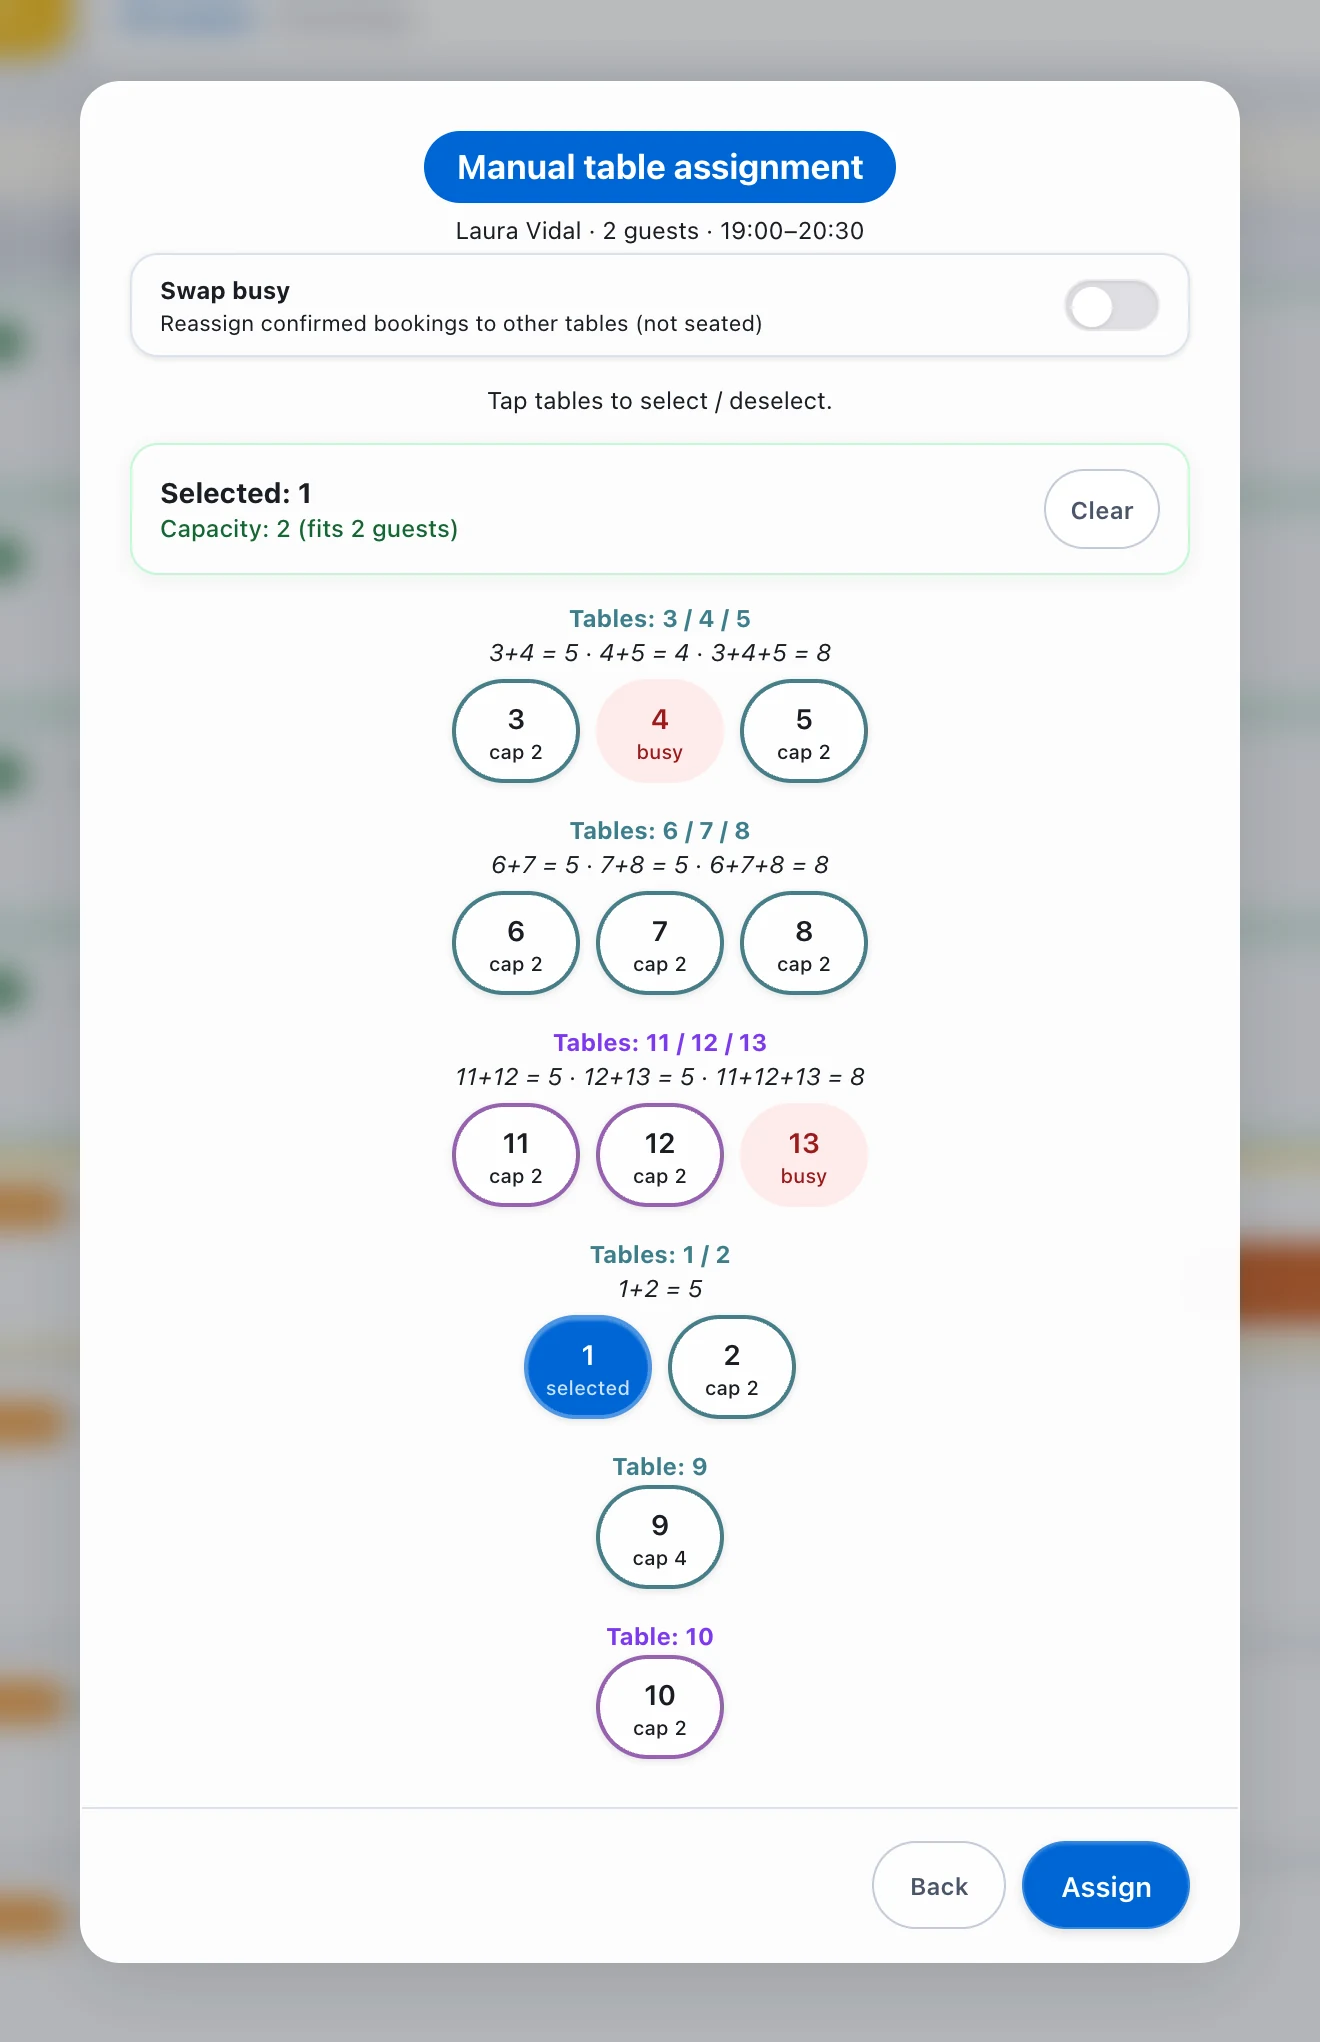 Manual table assignment
Laura Vidal · 2 guests · 19:00–20:30
Swap busy
Reassign confirmed bookings to other tables (not seated)
Tap tables to select / deselect.
Selected: 1
Capacity: 2 (fits 2 guests)
Clear
Tables: 3 / 4 / 5
3+4 = 5 · 4+5 = 4 · 3+4+5 = 8
3 4 5
cap 2 busy cap 2
Tables: 6 / 7 / 8
6+7 = 5 · 7+8 = 5 · 6+7+8 = 8
6 7 8
cap 2 cap 2 cap 2
Tables: 11 / 12 / 13
11+12 = 5 · 12+13 = 5 · 11+12+13 = 8
11 12 13
cap 2 cap 2 busy
Tables: 1 / 2
1+2 = 5
1 2
selected cap 2
Table: 9
9
cap 4
Table: 10
10
cap 2
Back Assign